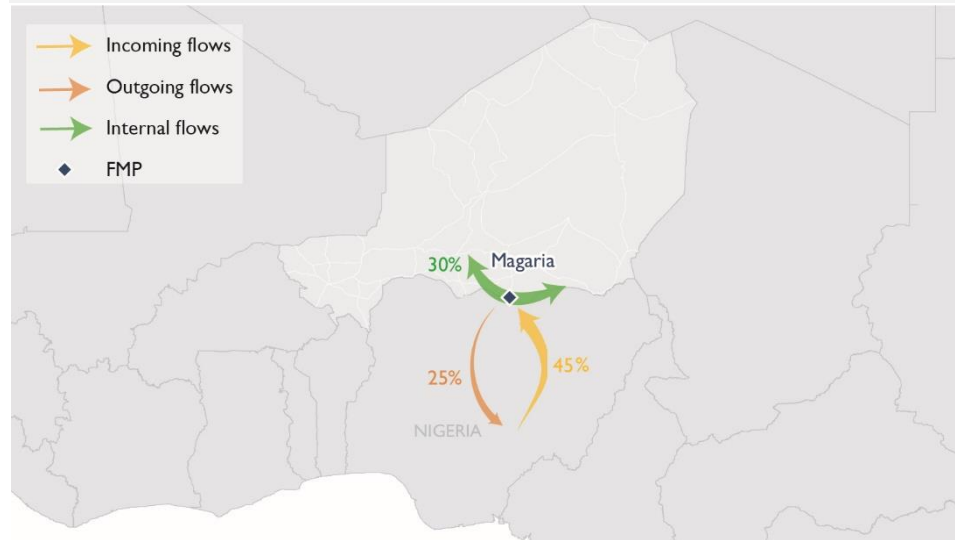 Incoming flows
Outgoing flows
Internal flows
FMP
30%
Magaria
25%
45%
NIGERIA